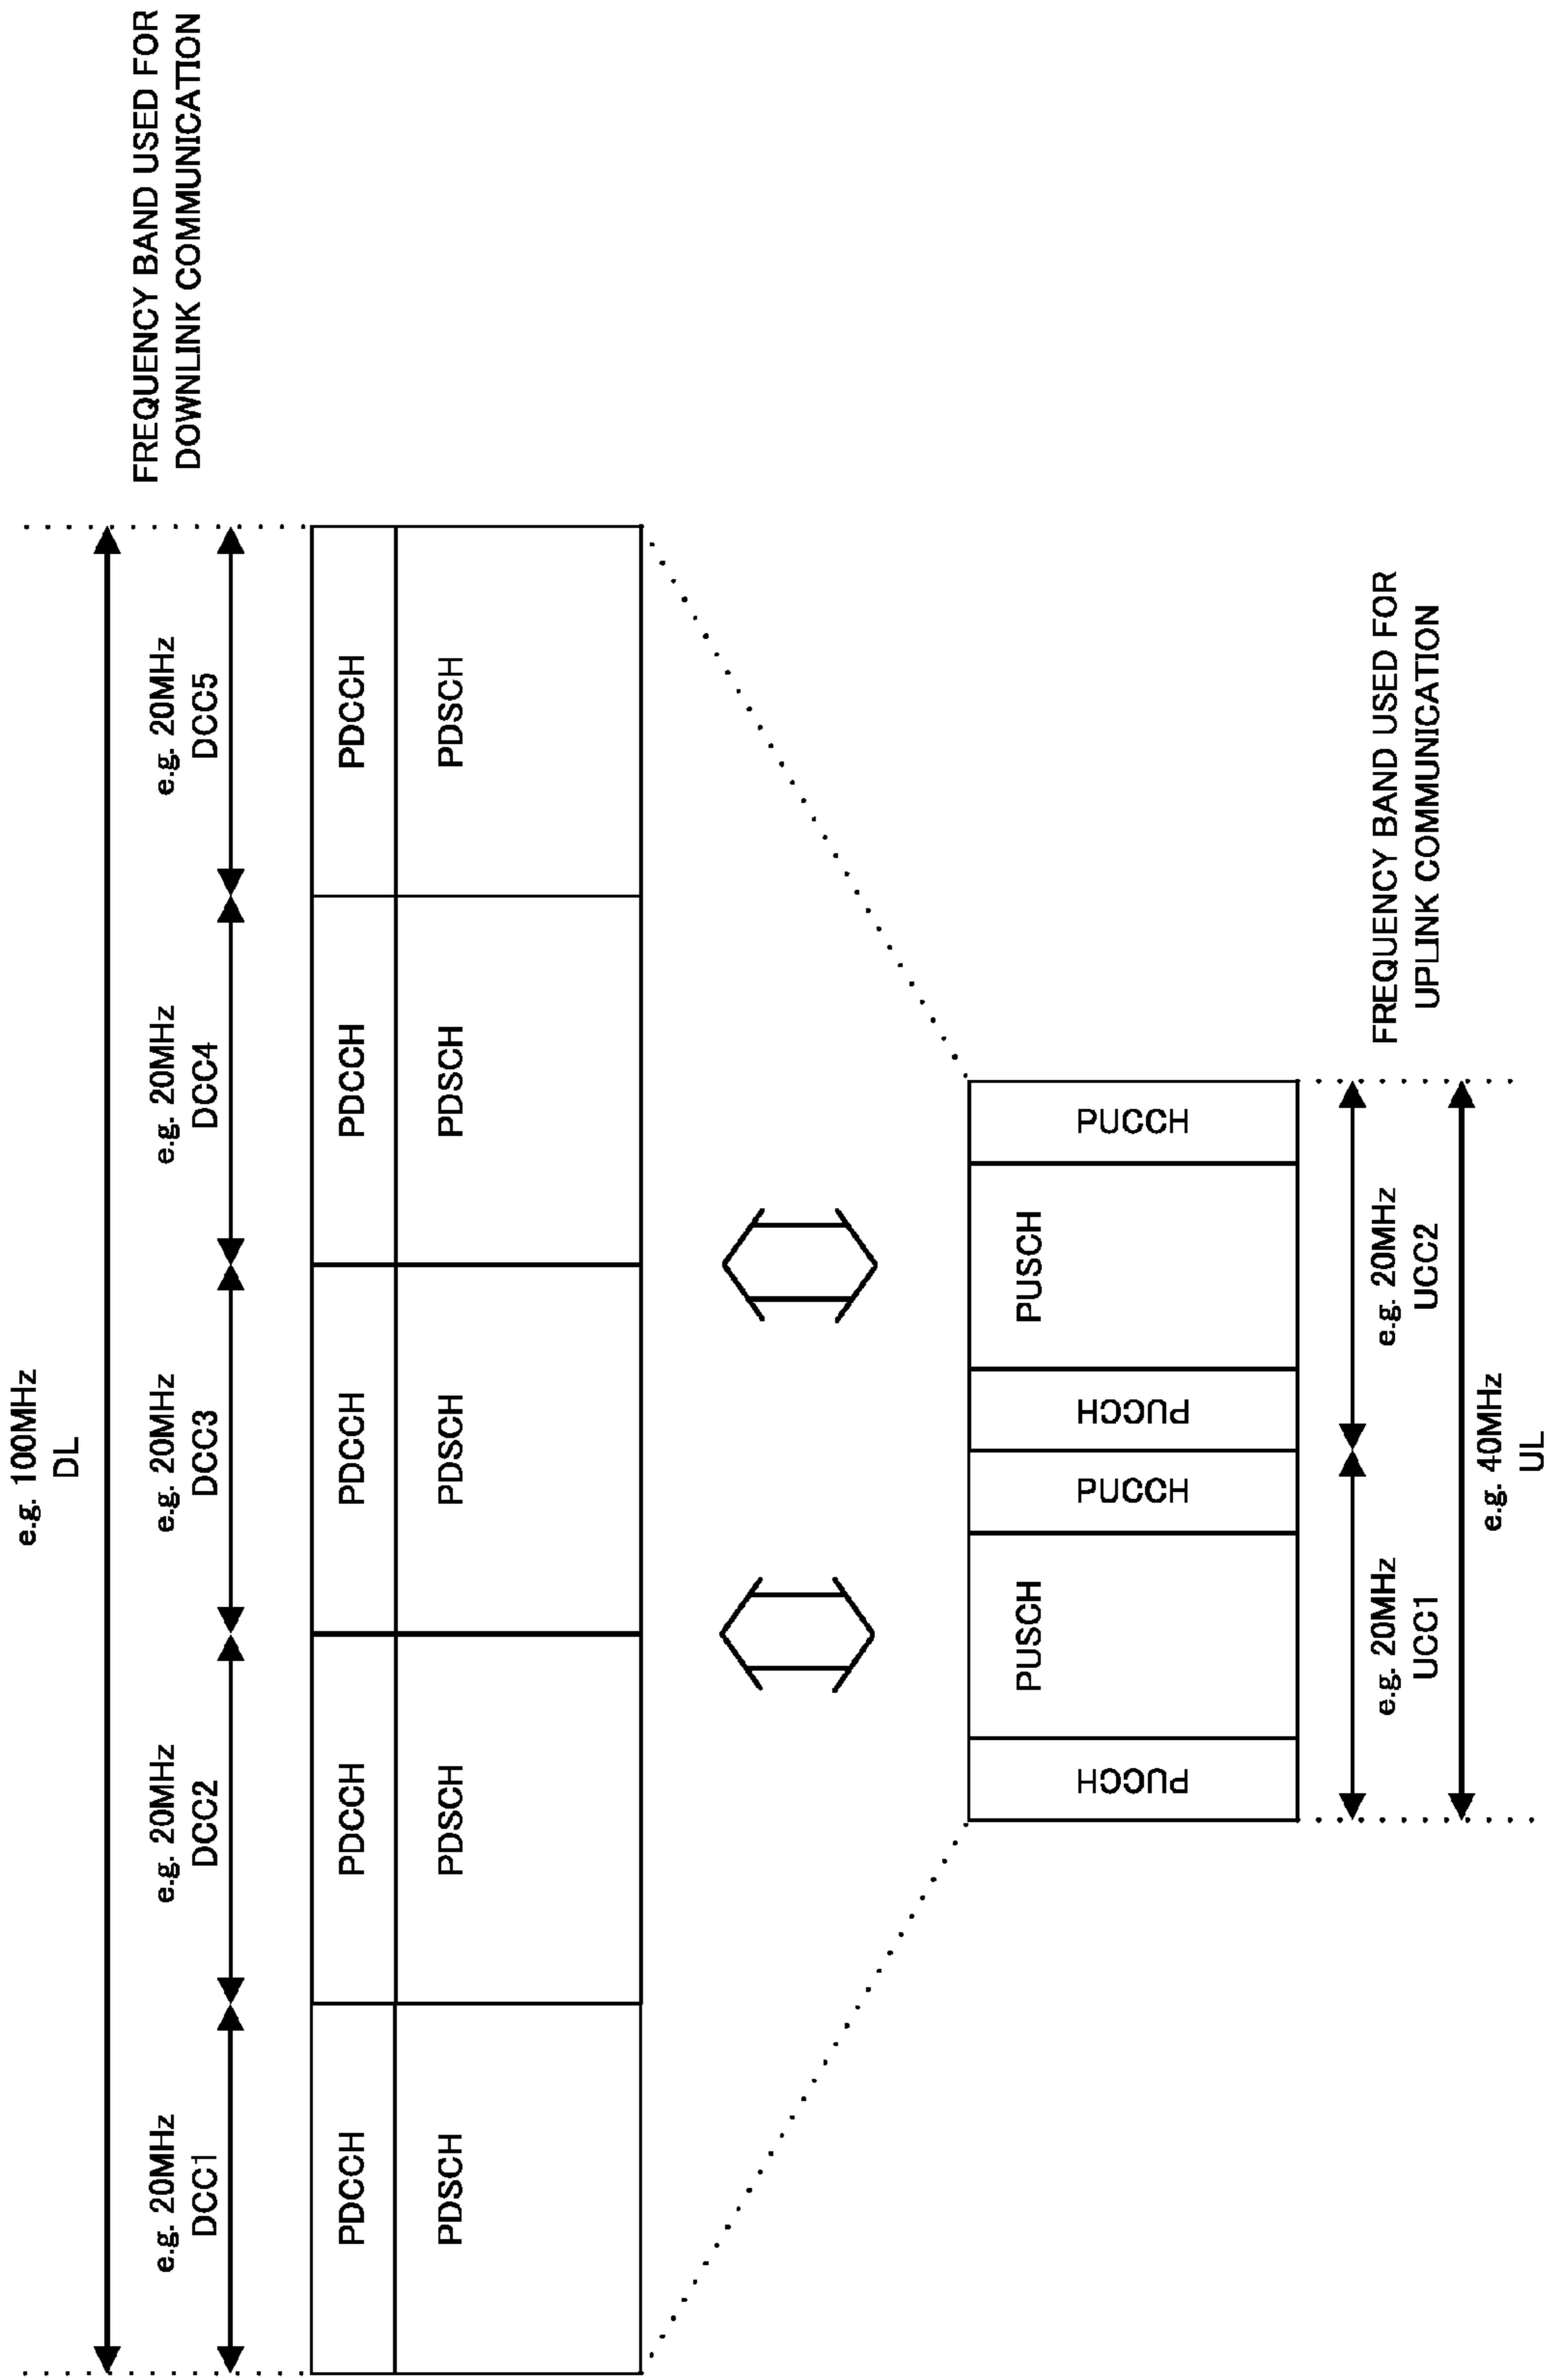 e.g. 100MHz
DL
FREQUENCY BAND USED FOR
DOWNLINK COMMUNICATION
e.g. 20MHz
DCC1
e.g. 20MHz
DCC2
e.g. 20MHz
DCC3
e.g. 20MHz
DCC4
e.g. 20MHz
DCC5
PDCCH
PDCCH
PDCCH
PDCCH
PDCCH
PDSCH
PDSCH
PDSCH
PDSCH
PDSCH
PUCCH
PUSCH
PUCCH
PUCCH
PUSCH
PUCCH
e.g. 20MHz
UCC1
e.g. 20MHz
UCC2
FREQUENCY BAND USED FOR
UPLINK COMMUNICATION
e.g. 40MHz
UL